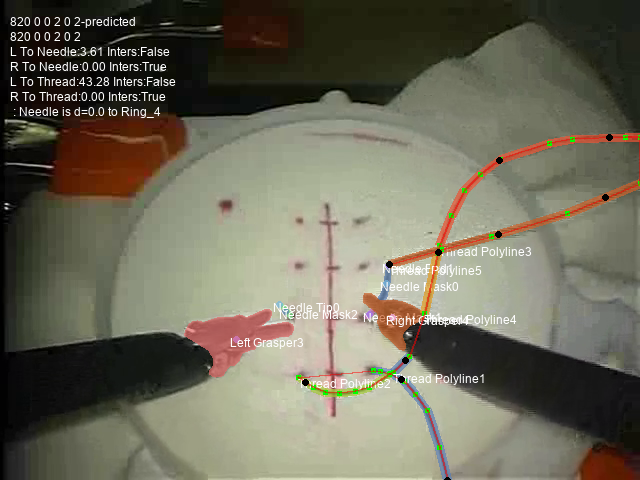 820 0 0 2 0 2-predicted
820 0 0 2 0 2
L To Needle:3.61 Inters:False
R To Needle:0.00 Inters:True
L To Thread:43.28 Inters:False
R To Thread:0.00 Inters:True
: Needle is d=0.0 to Ring_4
Thread Polyline3
Thread Polyline5
Needle Mask0
Needle Tip0
Needle Mask2
Right Grasper4
Polyline4
Left Grasper3
Thread Polyline2
Thread Polyline1